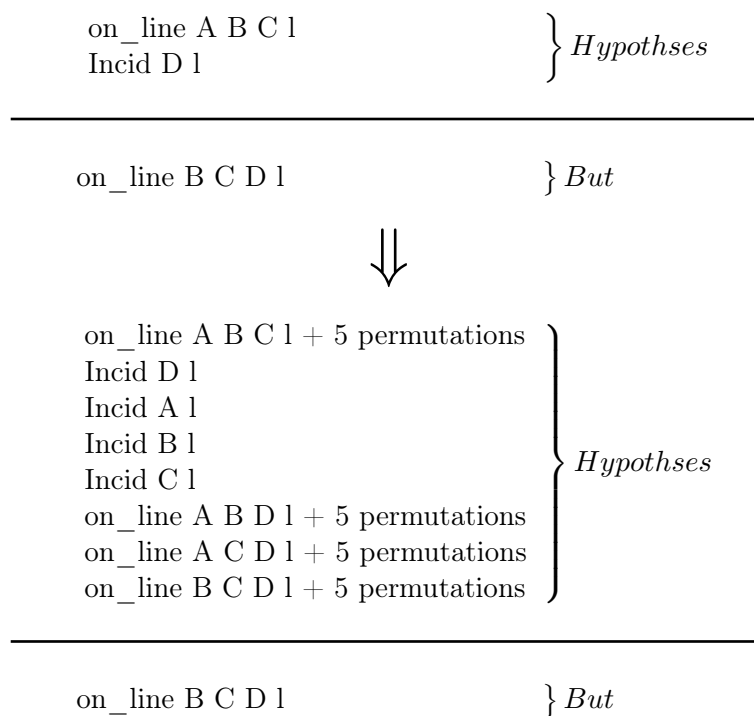 on_line A B C l
Incid D l
} Hypothses
on_line B C D l } But
⇓
on_line A B C l + 5 permutations
Incid D l
Incid A l
Incid B l
Incid C l
on_line A B D l + 5 permutations
on_line A C D l + 5 permutations
on_line B C D l + 5 permutations
} Hypothses
on_line B C D l } But